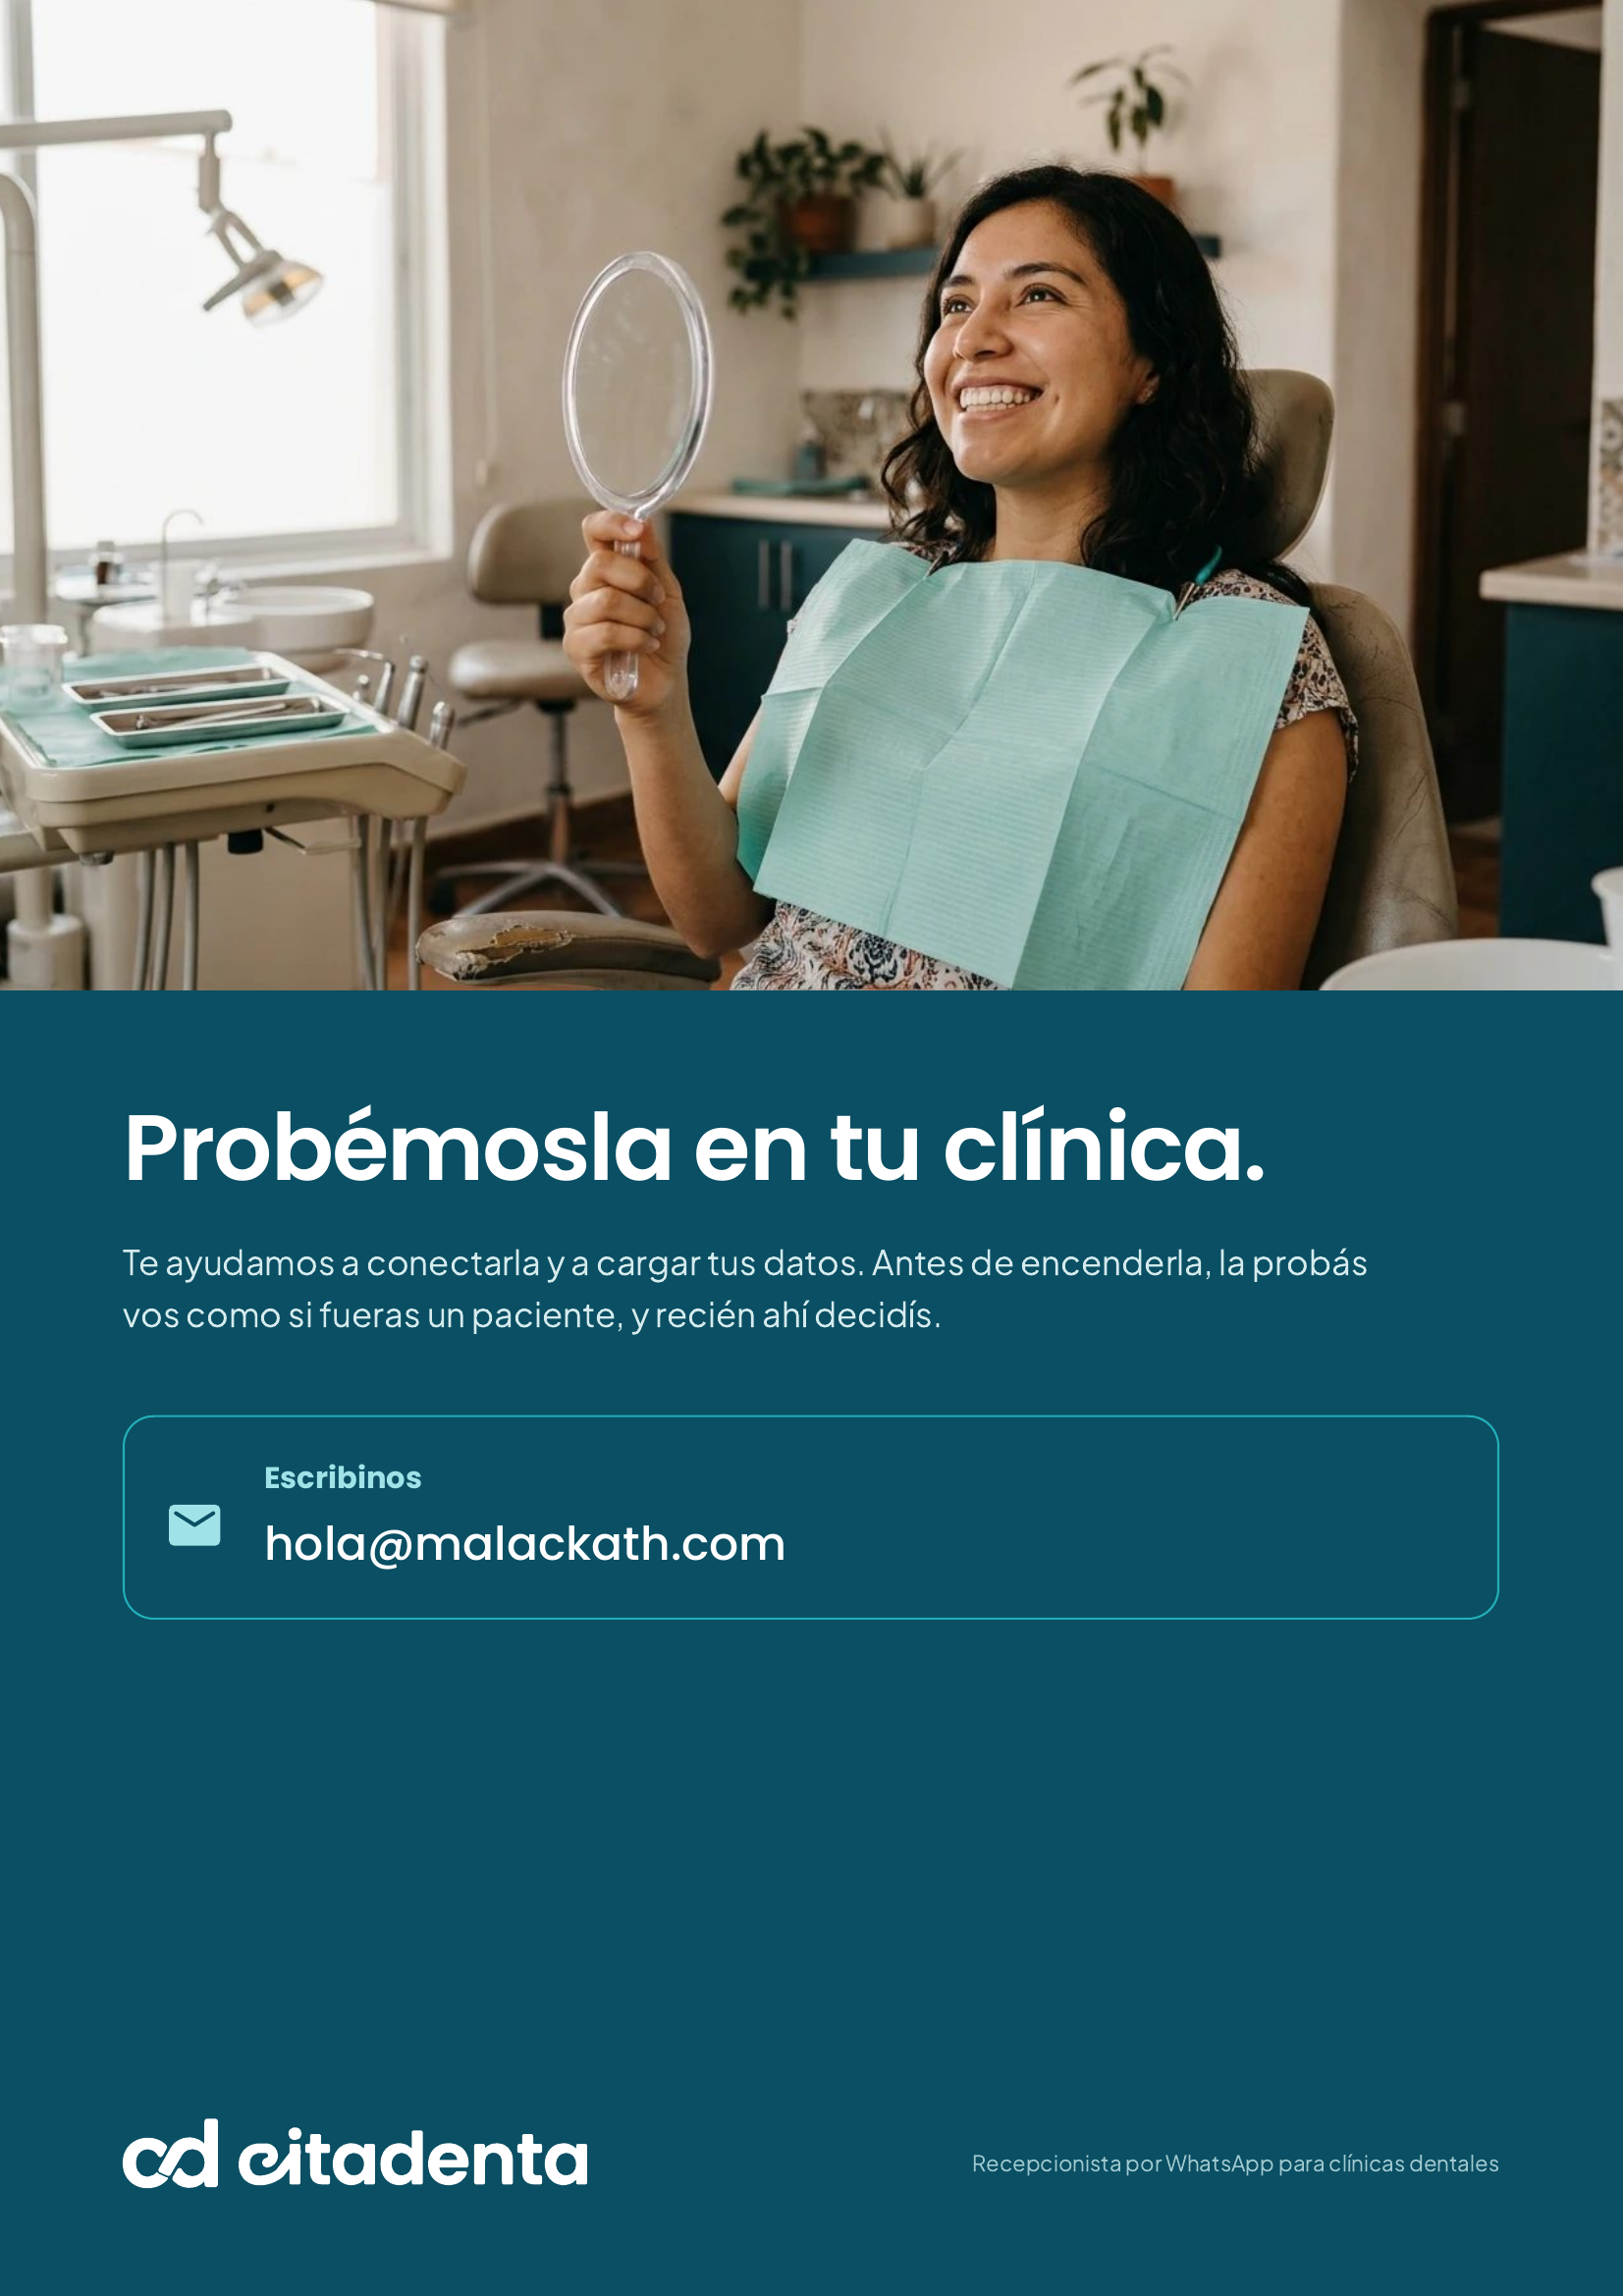 Probémosla en tu clínica.
Te ayudamos a conectarla y a cargar tus datos. Antes de encenderla, la probás
vos como si fueras un paciente, y recién ahí decidís.
Escribinos
hola@malackath.com
cd citadenta
Recepcionista por WhatsApp para clínicas dentales